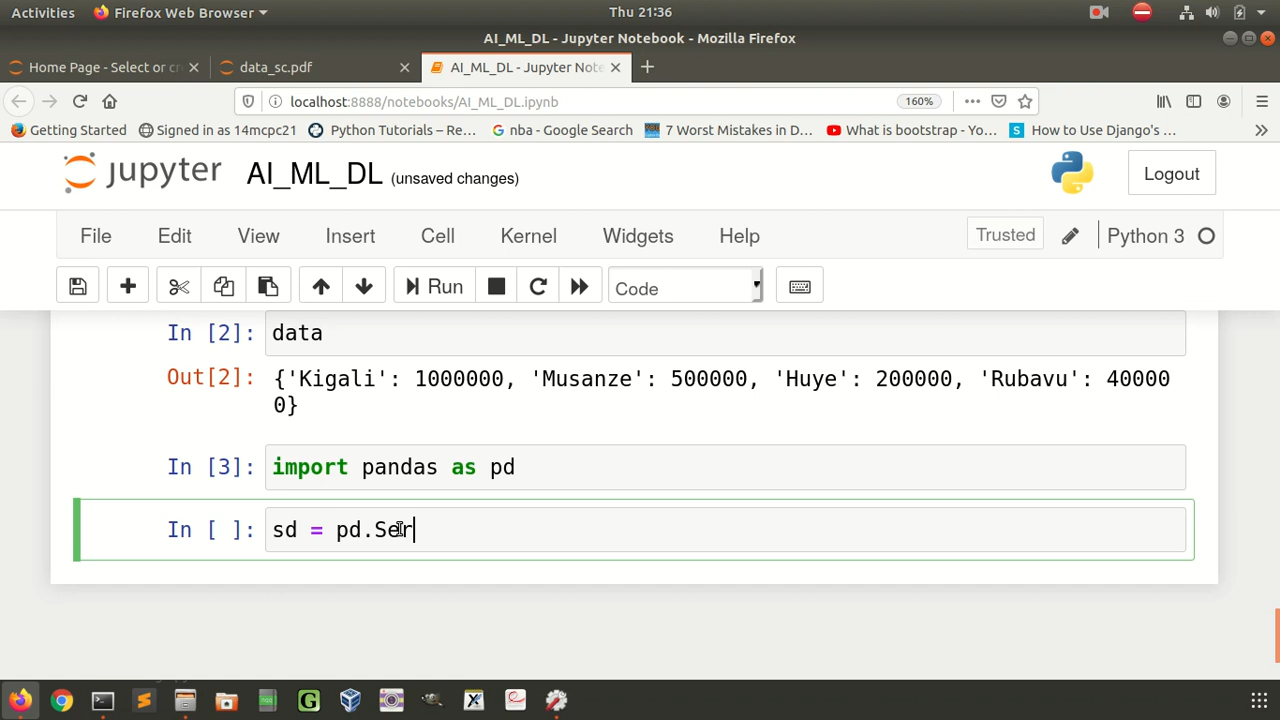 Activities Firefox Web Browser Thu 21:36
AI_ML_DL - Jupyter Notebook - Mozilla Firefox
Home Page - Select or cr data_sc.pdf AI_ML_DL - Jupyter Note
localhost:8888/notebooks/AI_ML_DL.ipynb 160%
Getting Started Signed in as 14mcpc21 Python Tutorials – Re... nba - Google Search 7 Worst Mistakes in D... What is bootstrap - Yo... How to Use Django's ...
jupyter AI_ML_DL (unsaved changes) Logout
File Edit View Insert Cell Kernel Widgets Help Trusted Python 3
Run Code
In [2]: data
Out[2]: {'Kigali': 1000000, 'Musanze': 500000, 'Huye': 200000, 'Rubavu': 40000
0}
In [3]: import pandas as pd
In [ ]: sd = pd.Ser